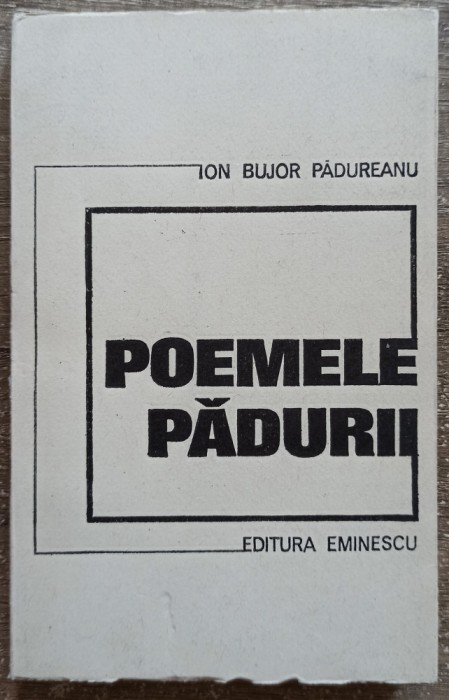 ION BUJOR PĂDUREANU
POEMELE
PĂDURII
EDITURA EMINESCU